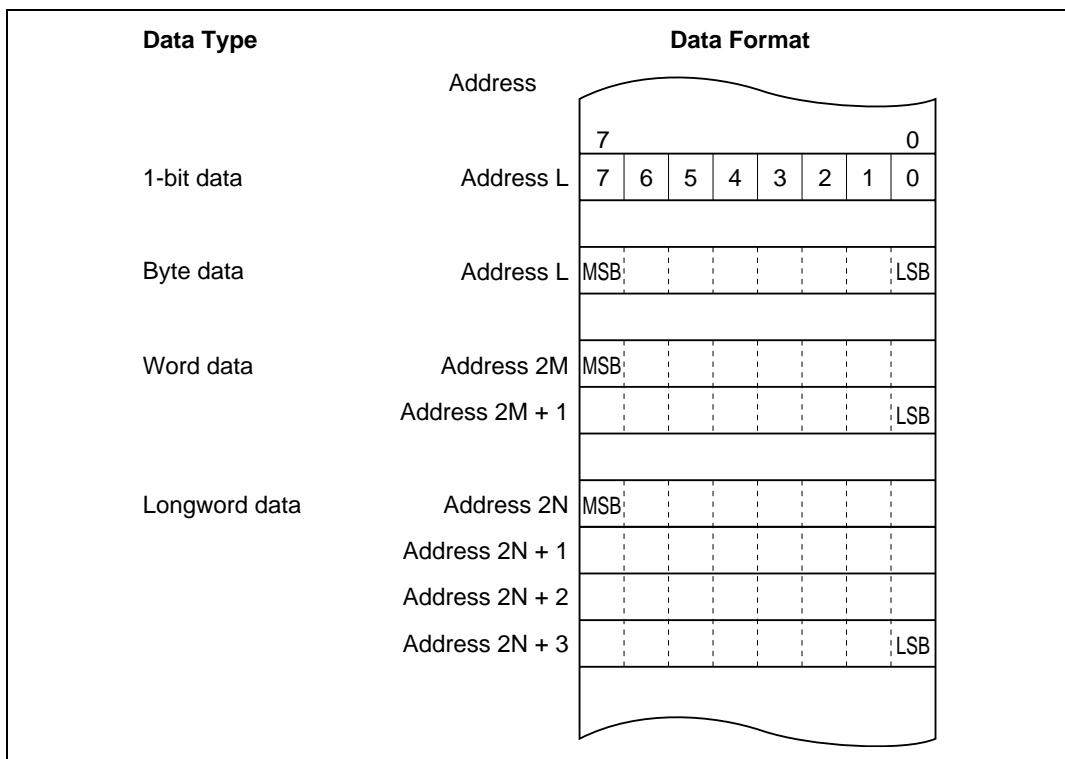 Data Type Data Format
Address
7 0
1-bit data Address L 7 6 5 4 3 2 1 0
Byte data Address L MSB LSB
Word data Address 2M MSB
Address 2M + 1 LSB
Longword data Address 2N MSB
Address 2N + 1
Address 2N + 2
Address 2N + 3 LSB